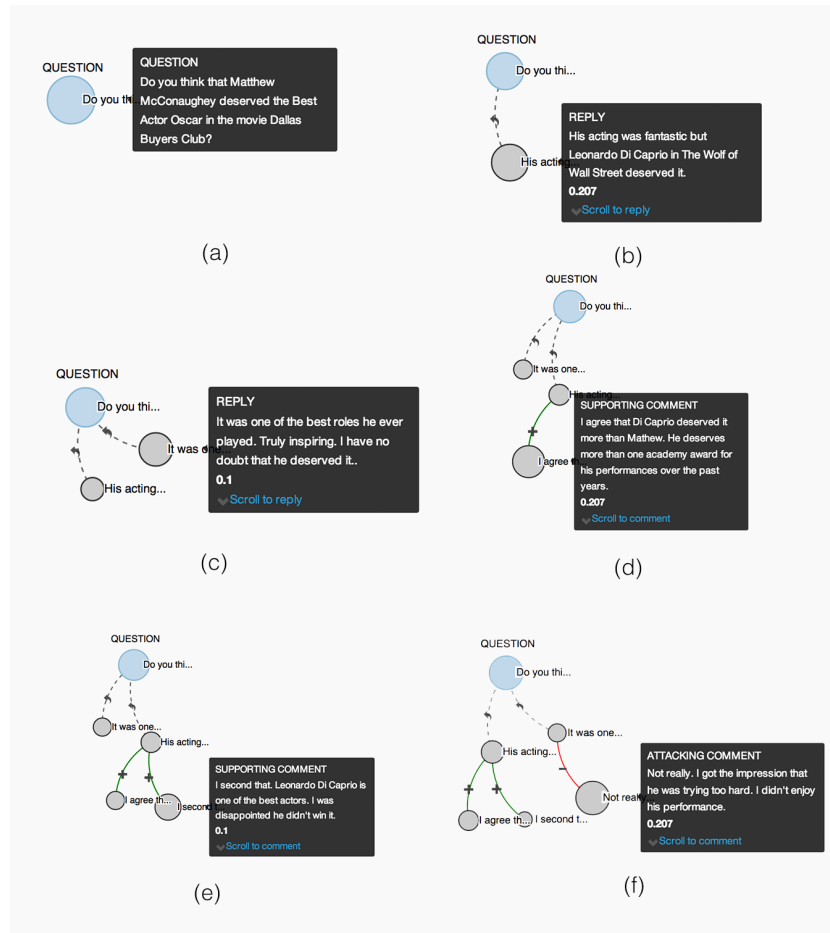 QUESTION
Do you thi...
QUESTION
Do you think that Matthew
McConaughey deserved the Best
Actor Oscar in the movie Dallas
Buyers Club?
(a)
QUESTION
Do you thi...
His acting...
REPLY
His acting was fantastic but
Leonardo Di Caprio in The Wolf of
Wall Street deserved it.
0.207
Scroll to reply
(b)
QUESTION
Do you thi...
It was one...
His acting...
REPLY
It was one of the best roles he ever
played. Truly inspiring. I have no
doubt that he deserved it..
0.1
Scroll to reply
(c)
QUESTION
Do you thi...
It was one...
His acting...
+
I agree th...
SUPPORTING COMMENT
I agree that Di Caprio deserved it
more than Mathew. He deserves
more than one academy award for
his performances over the past
years.
0.207
Scroll to comment
(d)
QUESTION
Do you thi...
It was one...
His acting...
+ +
I agree th...
I second t...
SUPPORTING COMMENT
I second that. Leonardo Di Caprio is
one of the best actors. I was
disappointed he didn't win it.
0.1
Scroll to comment
(e)
QUESTION
Do you thi...
It was one...
His acting...
+ + −
I agree th...
I second t...
Not really...
ATTACKING COMMENT
Not really. I got the impression that
he was trying too hard. I didn't enjoy
his performance.
0.207
Scroll to comment
(f)